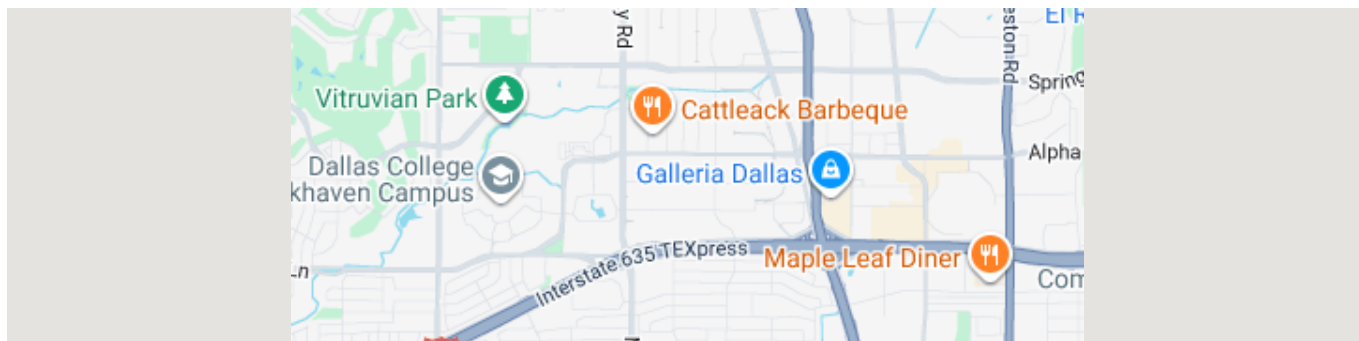 El R
y Rd
eston Rd
Spring
Vitruvian Park
Cattleack Barbeque
Alpha
Dallas College
khaven Campus
Galleria Dallas
Interstate 635 TEXpress
Maple Leaf Diner
Ln
Com